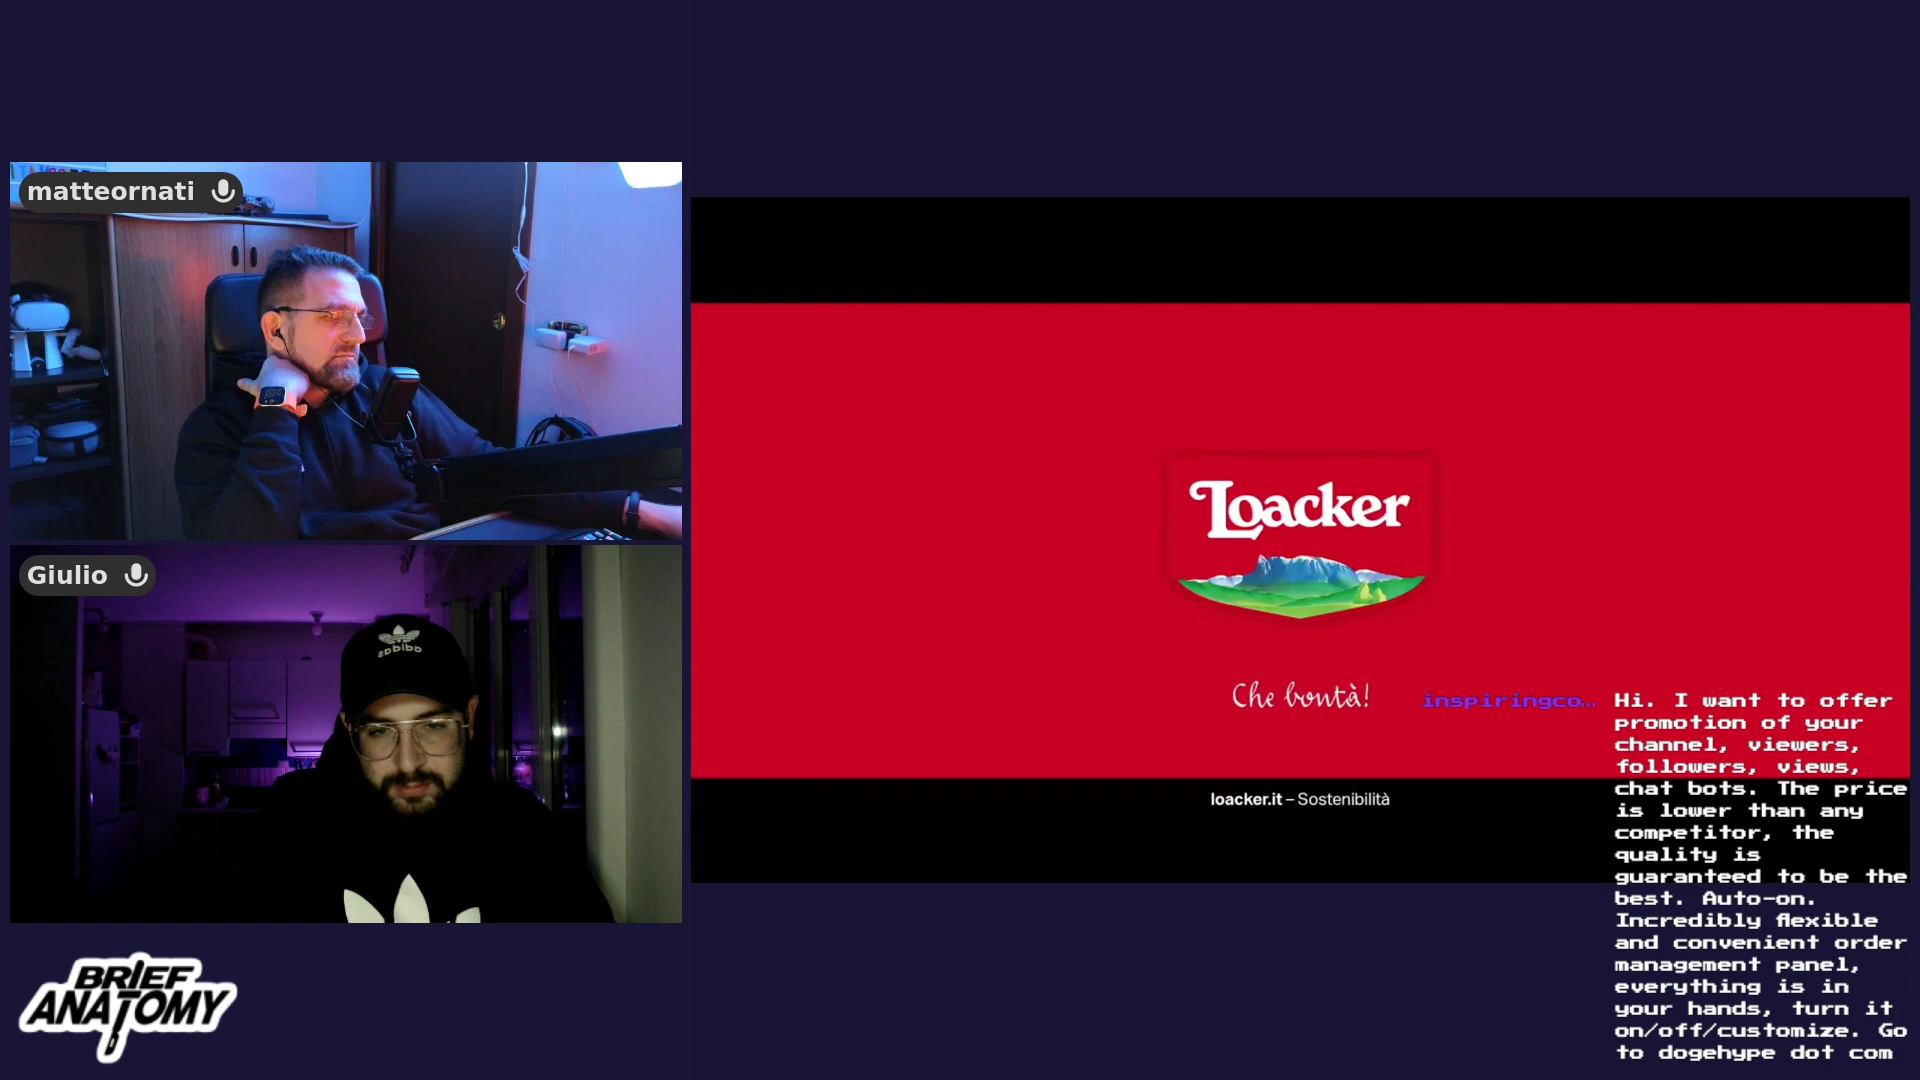 matteornati
Giulio
adidas
BRIEF
ANATOMY
Loacker
Che bontà!
loacker.it – Sostenibilità
inspiringco...
Hi. I want to offer
promotion of your
channel, viewers,
followers, views,
chat bots. The price
is lower than any
competitor, the
quality is
guaranteed to be the
best. Auto-on.
Incredibly flexible
and convenient order
management panel,
everything is in
your hands, turn it
on/off/customize. Go
to dogehype dot com